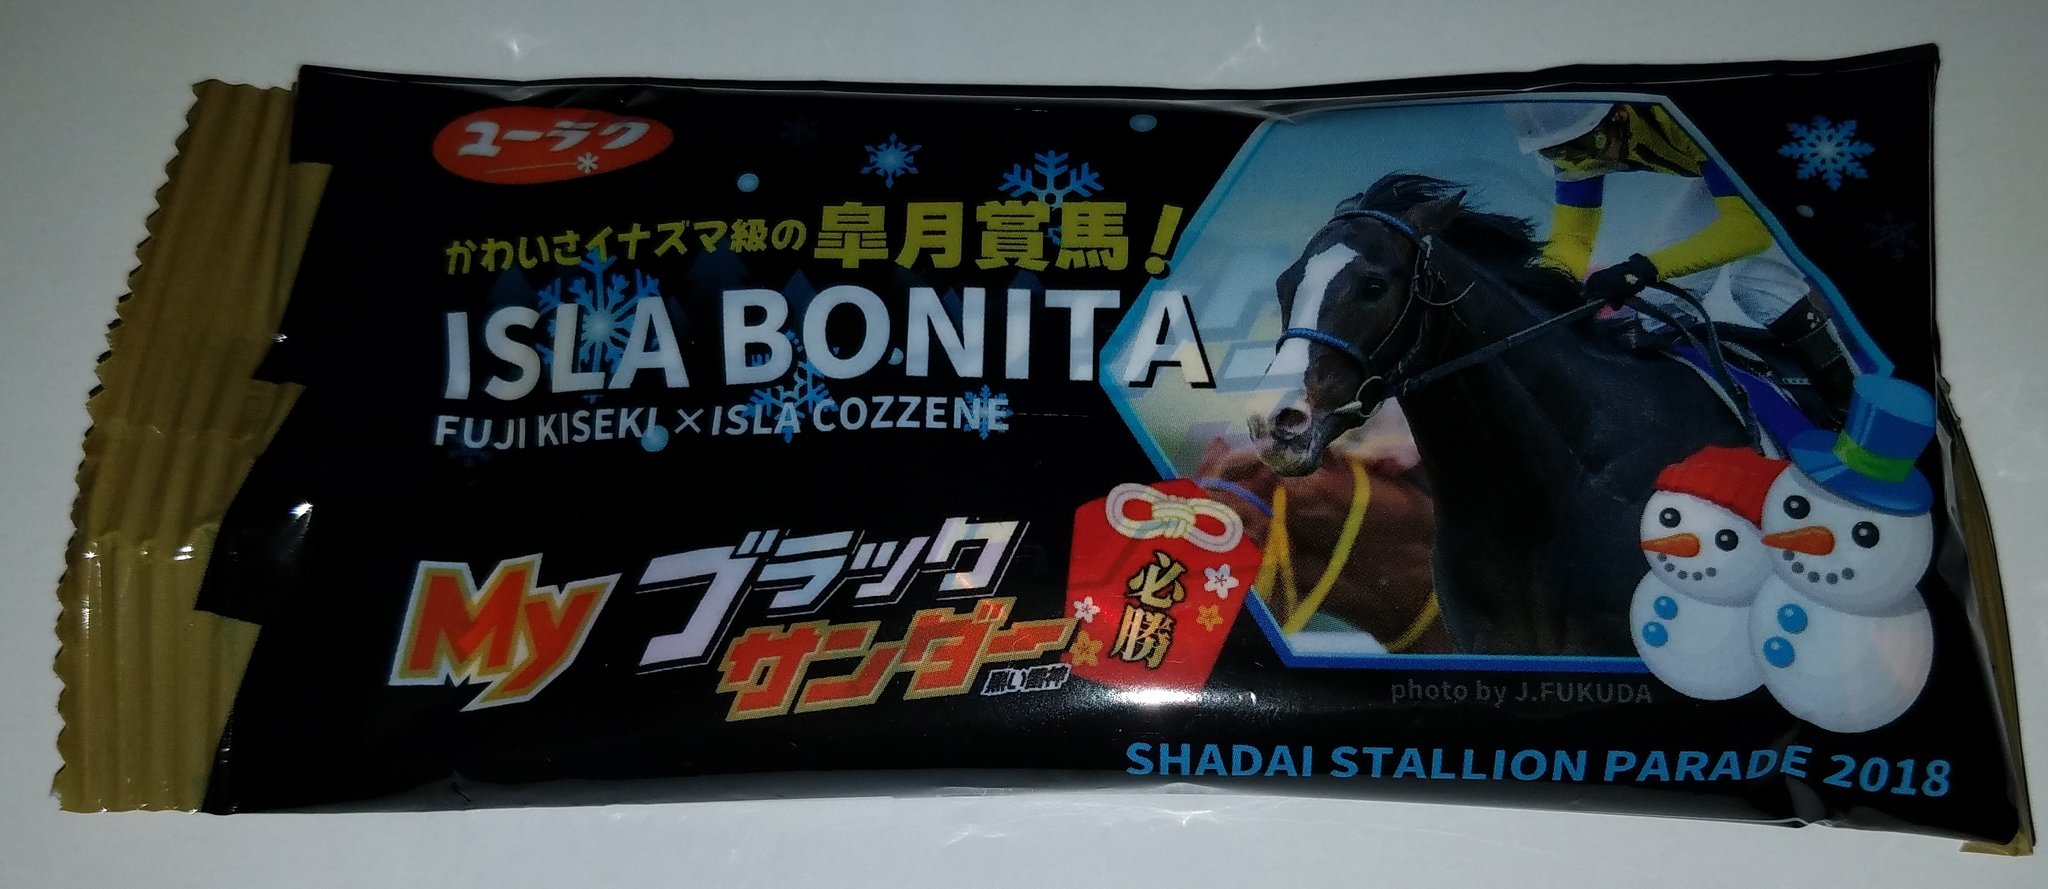 ユーラク
かわいさイナズマ級の皐月賞馬!
ISLA BONITA
FUJI KISEKI × ISLA COZZENE
My ブラック
サンダー
黒い雷神
必勝
photo by J.FUKUDA
SHADAI STALLION PARADE 2018